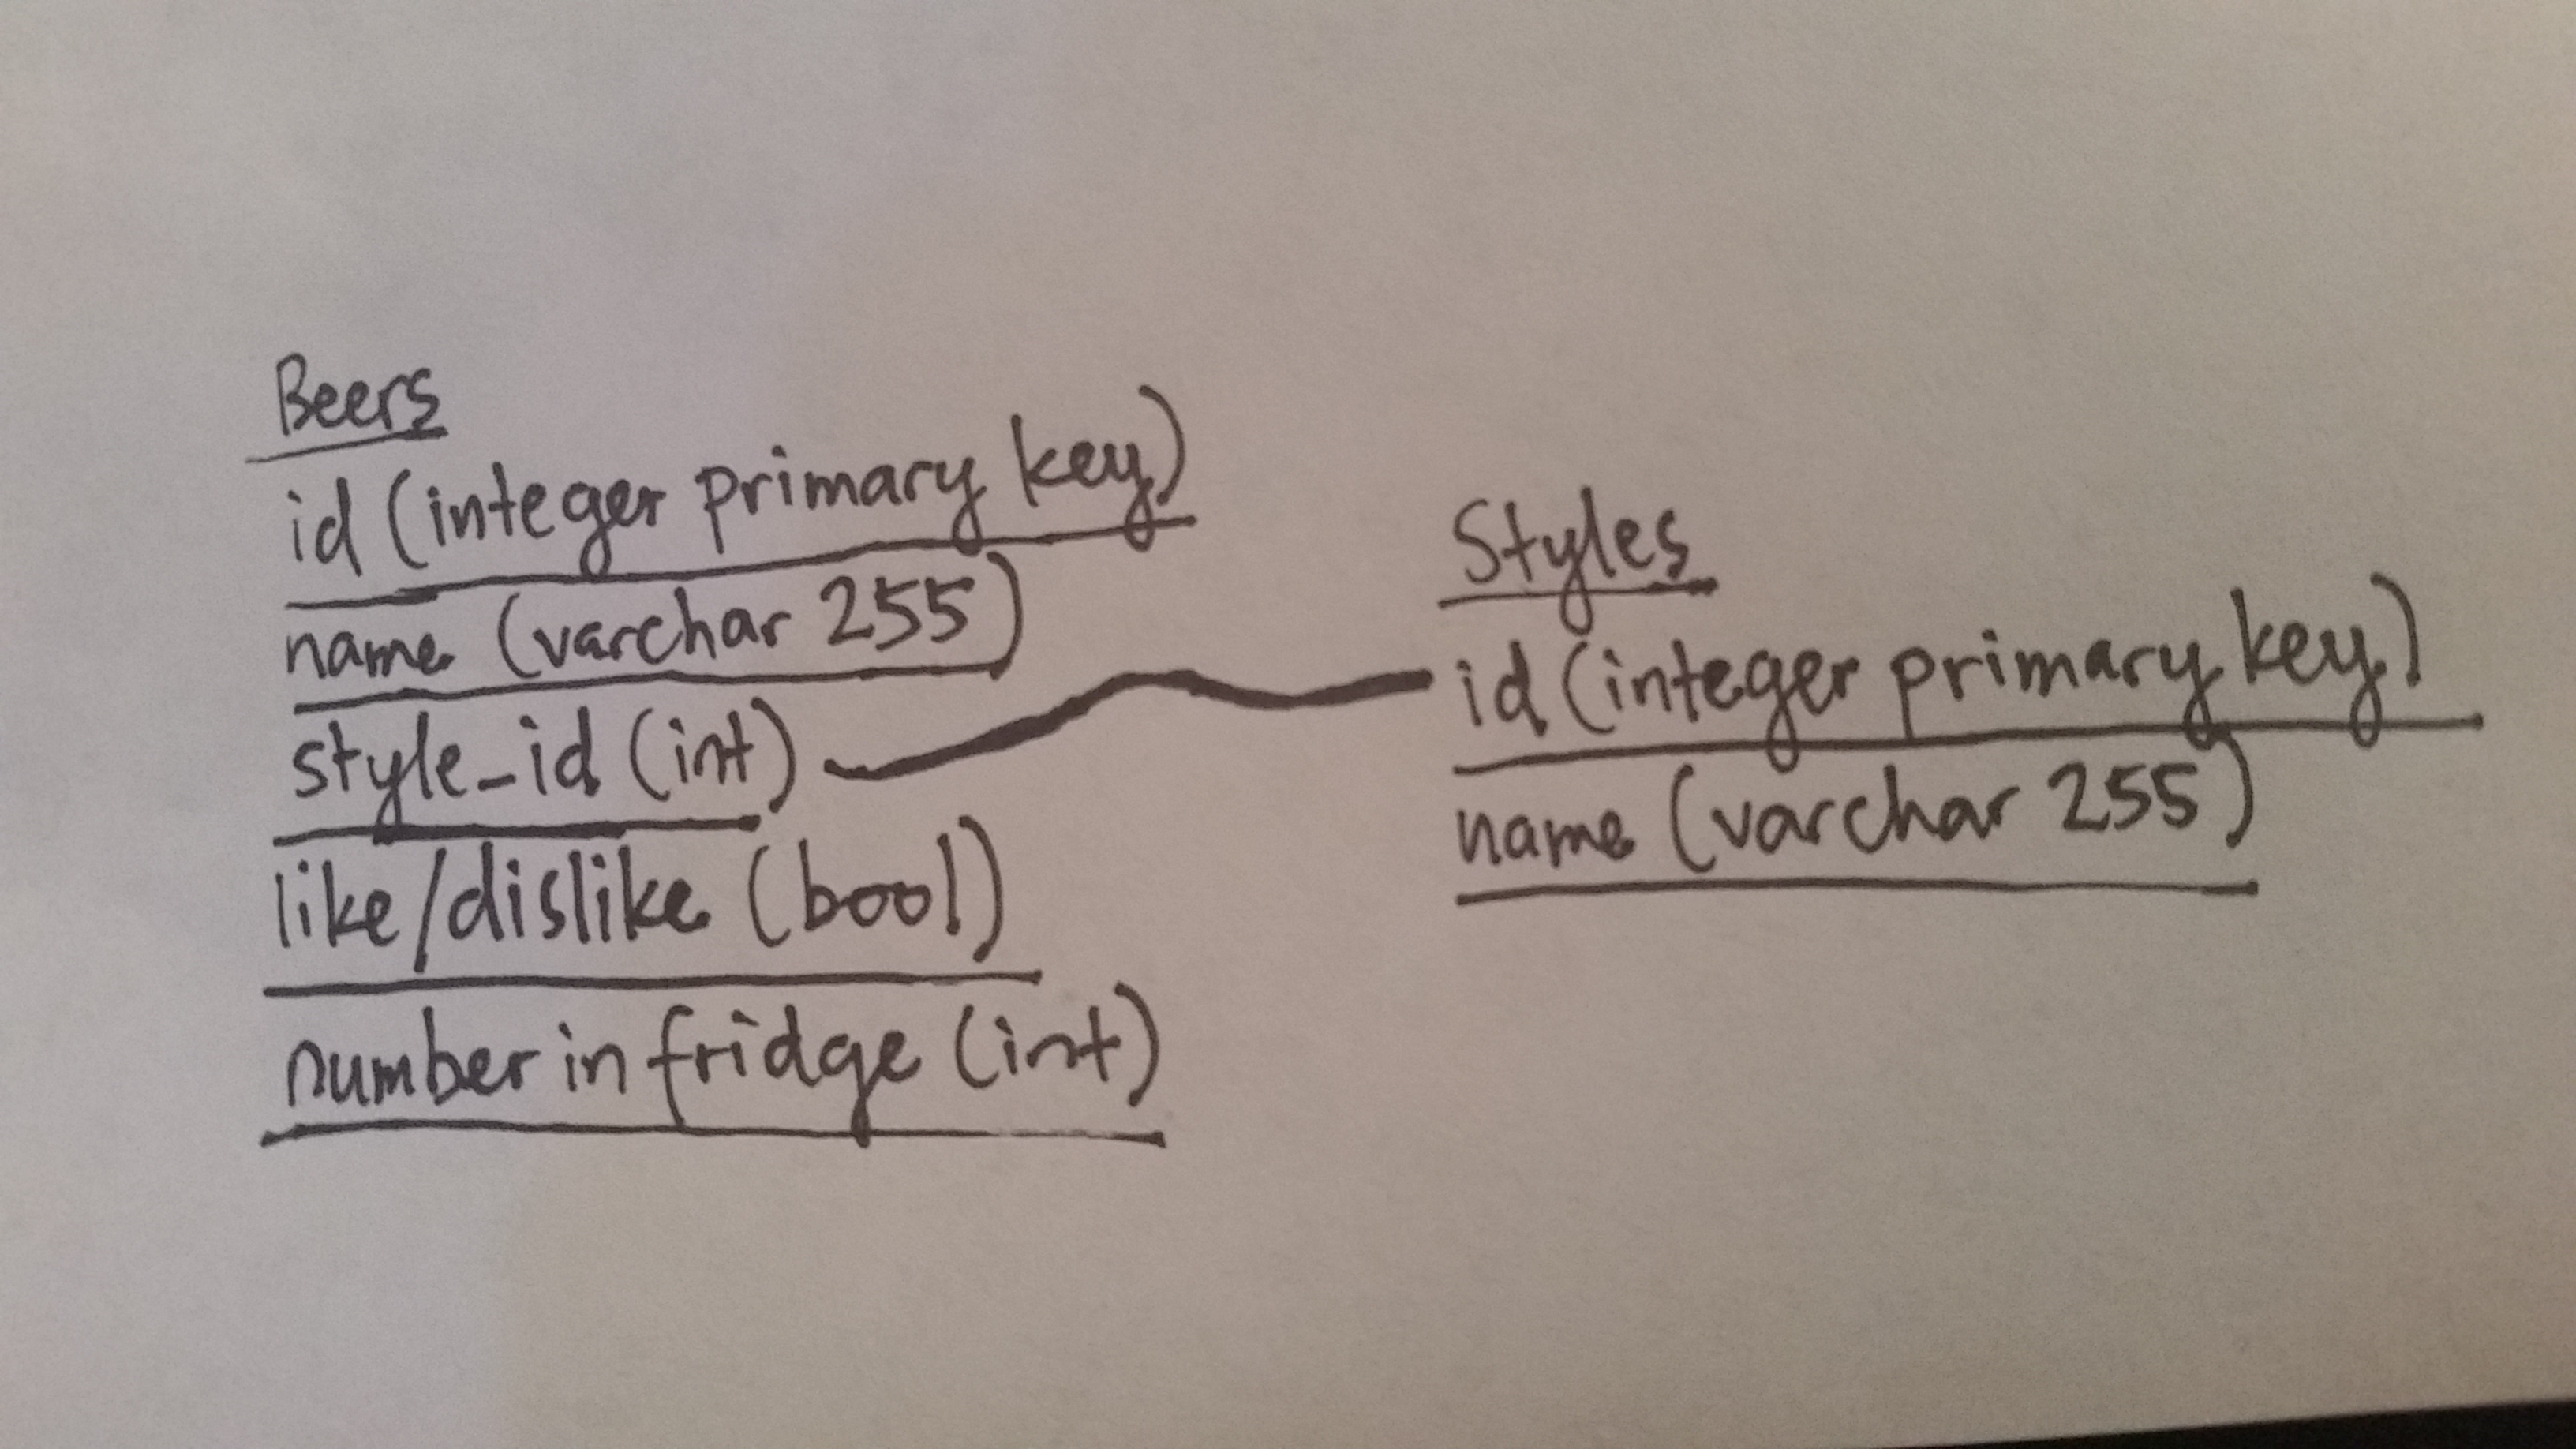 Beers
id (integer primary key)
name (varchar 255)
style_id (int)
like/dislike (bool)
number in fridge (int)
Styles
id (integer primary key)
name (varchar 255)